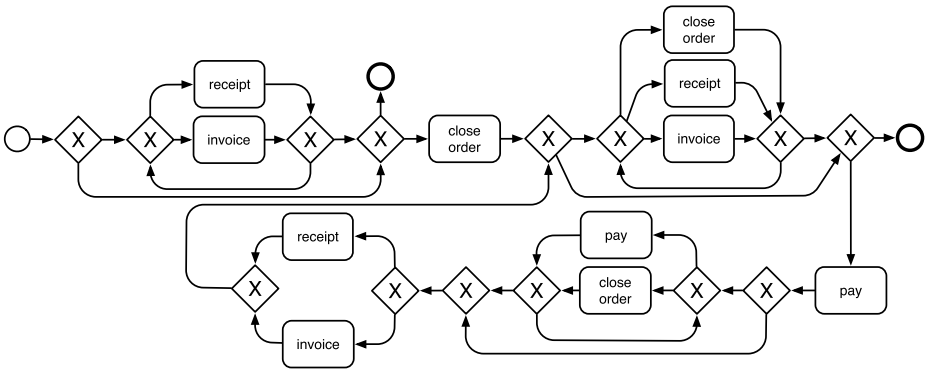 close
order
receipt
receipt
X
X
invoice
X
X
close
order
X
X
invoice
X
X
receipt
pay
X
X
X
X
close
order
X
X
pay
invoice